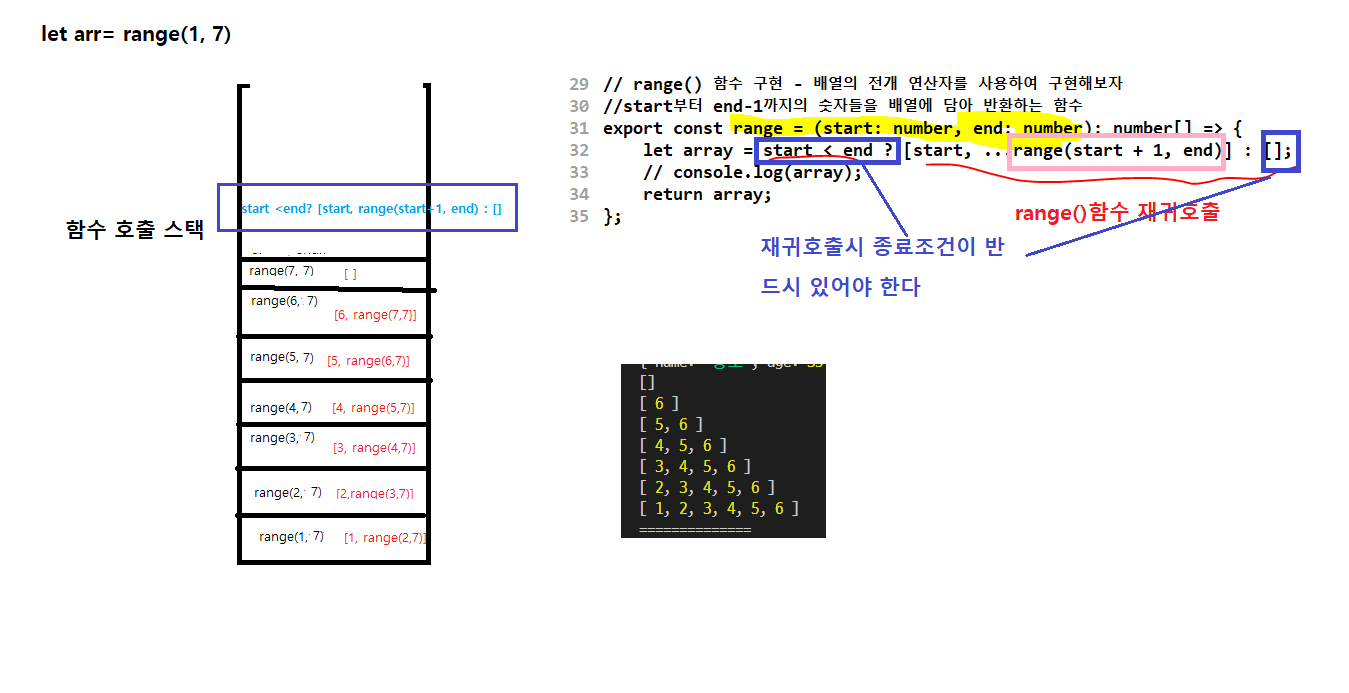 let arr= range(1, 7)
29 // range() 함수 구현 - 배열의 전개 연산자를 사용하여 구현해보자
30 //start부터 end-1까지의 숫자들을 배열에 담아 반환하는 함수
31 export const range = (start: number, end: number): number[] => {
32 let array = start < end ? [start, ...range(start + 1, end)] : [];
33 // console.log(array);
34 return array;
35 };
range()함수 재귀호출
재귀호출시 종료조건이 반
드시 있어야 한다
함수 호출 스택
start <end? [start, range(start+1, end) : []
range(7, 7) [ ]
range(6, 7)
[6, range(7,7}]
range(5, 7) [5, range(6,7)]
range(4,7) [4, range(5,7)]
range(3, 7)
[3, range(4,7)]
range(2, 7) [2,range(3,7)]
range(1, 7) [1, range(2,7)]
[]
[ 6 ]
[ 5, 6 ]
[ 4, 5, 6 ]
[ 3, 4, 5, 6 ]
[ 2, 3, 4, 5, 6 ]
[ 1, 2, 3, 4, 5, 6 ]
==============